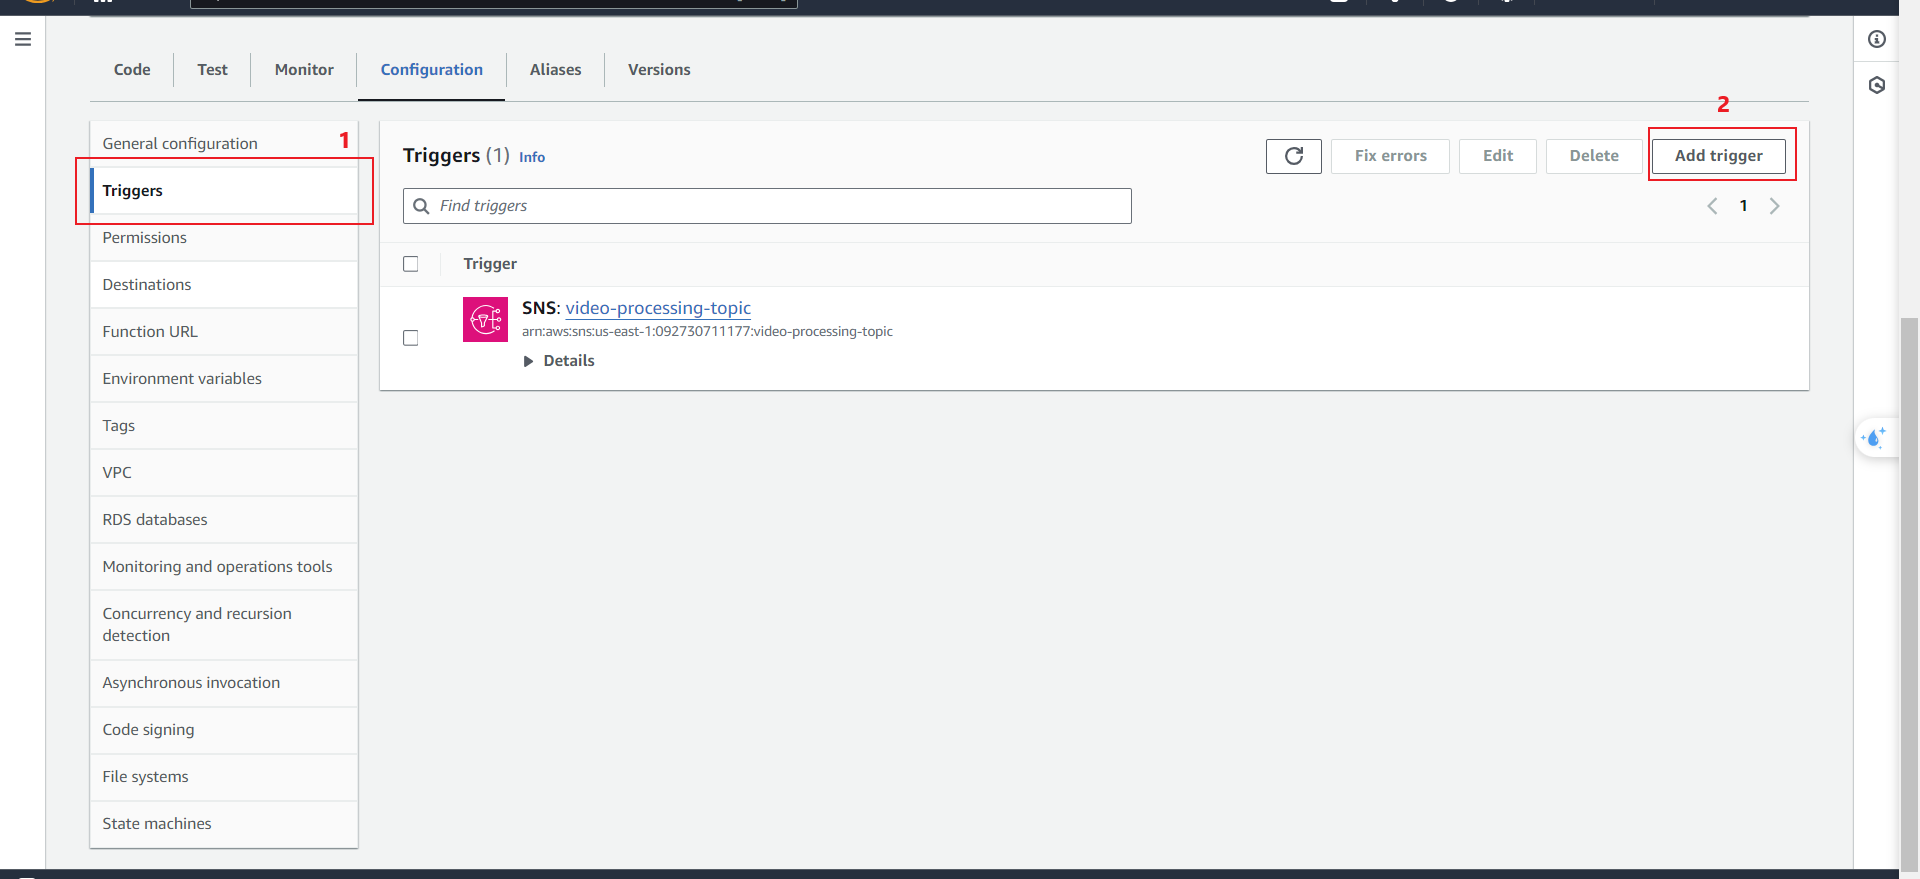 Code
Test
Monitor
Configuration
Aliases
Versions
2
General configuration
1
Triggers
Permissions
Destinations
Function URL
Environment variables
Tags
VPC
RDS databases
Monitoring and operations tools
Concurrency and recursion
detection
Asynchronous invocation
Code signing
File systems
State machines
Triggers (1) Info
Fix errors
Edit
Delete
Add trigger
Find triggers
1
Trigger
SNS: video-processing-topic
arn:aws:sns:us-east-1:092730711177:video-processing-topic
Details